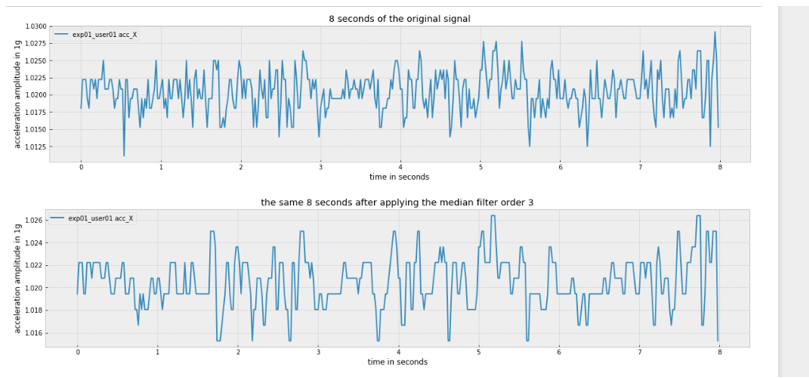 8 seconds of the original signal
1.0300
1.0275
1.0250
1.0225
1.0200
1.0175
1.0150
1.0125
acceleration amplitude in 1g
exp01_user01 acc_X
0 1 2 3 4 5 6 7 8
time in seconds
the same 8 seconds after applying the median filter order 3
1.026
1.024
1.022
1.020
1.018
1.016
acceleration amplitude in 1g
exp01_user01 acc_X
0 1 2 3 4 5 6 7 8
time in seconds